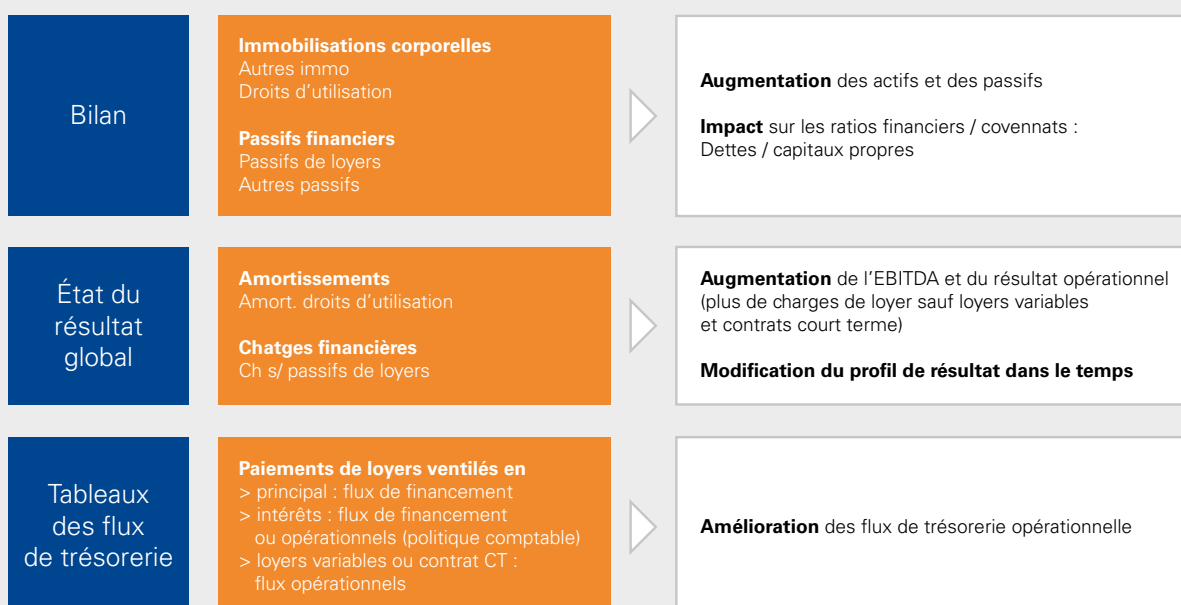 Bilan
Immobilisations corporelles
Autres immo
Droits d'utilisation
Passifs financiers
Passifs de loyers
Autres passifs
Augmentation des actifs et des passifs
Impact sur les ratios financiers / covennats :
Dettes / capitaux propres
État du
résultat
global
Amortissements
Amort. droits d'utilisation
Chatges financières
Ch s/ passifs de loyers
Augmentation de l'EBITDA et du résultat opérationnel
(plus de charges de loyer sauf loyers variables
et contrats court terme)
Modification du profil de résultat dans le temps
Tableaux
des flux
de trésorerie
Paiements de loyers ventilés en
> principal : flux de financement
> intérêts : flux de financement
ou opérationnels (politique comptable)
> loyers variables ou contrat CT :
flux opérationnels
Amélioration des flux de trésorerie opérationnelle